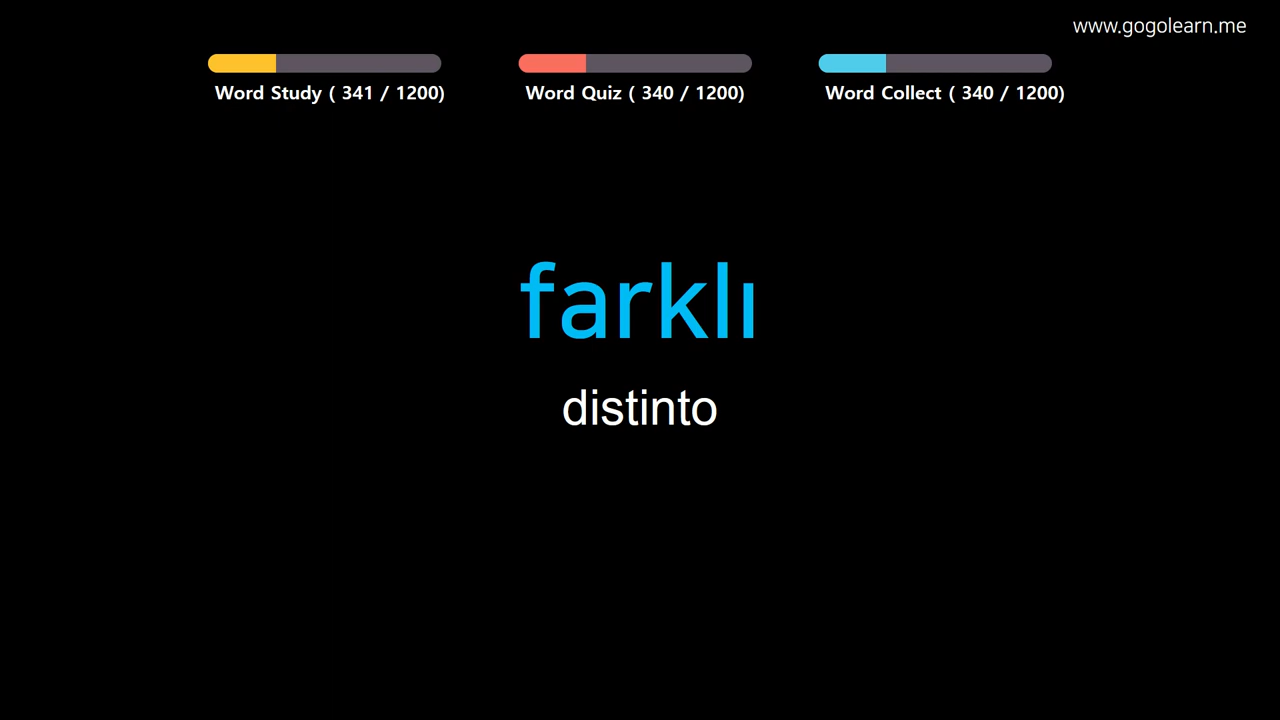 www.gogolearn.me
Word Study ( 341 / 1200)
Word Quiz ( 340 / 1200)
Word Collect ( 340 / 1200)
farklı
distinto